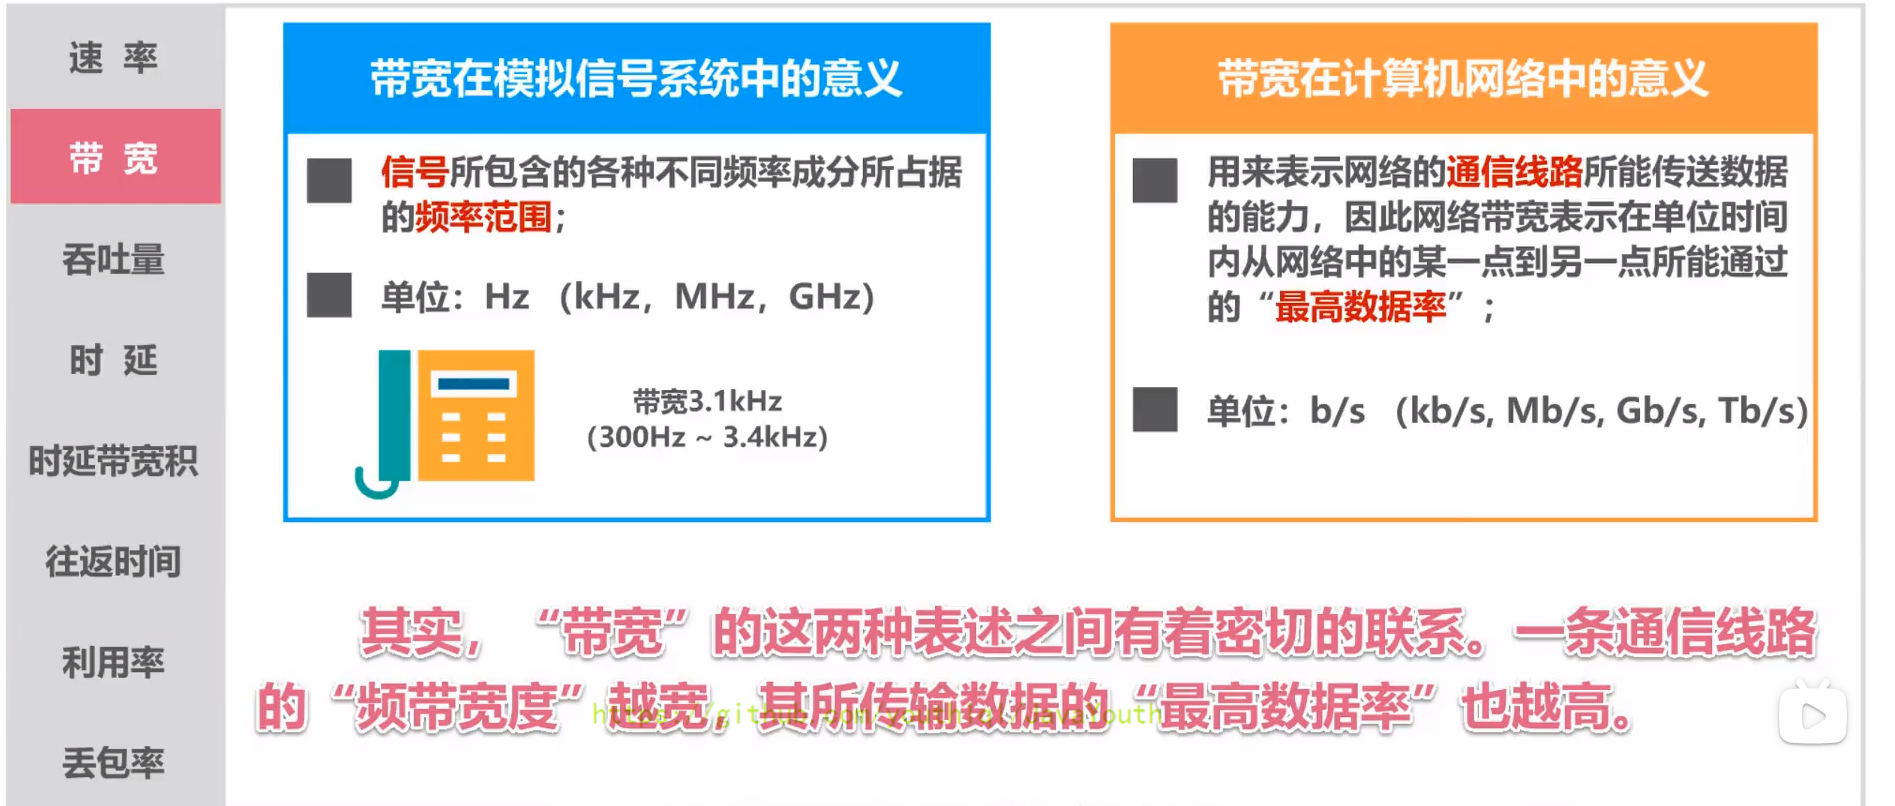 速 率
带 宽
吞吐量
时 延
时延带宽积
往返时间
利用率
丢包率
带宽在模拟信号系统中的意义
信号所包含的各种不同频率成分所占据
的频率范围；
单位：Hz （kHz，MHz，GHz）
带宽3.1kHz
(300Hz ~ 3.4kHz)
带宽在计算机网络中的意义
用来表示网络的通信线路所能传送数据
的能力，因此网络带宽表示在单位时间
内从网络中的某一点到另一点所能通过
的“最高数据率”；
单位：b/s （kb/s, Mb/s, Gb/s, Tb/s)
其实，“带宽”的这两种表述之间有着密切的联系。一条通信线路
的“频带宽度”越宽，其所传输数据的“最高数据率”也越高。